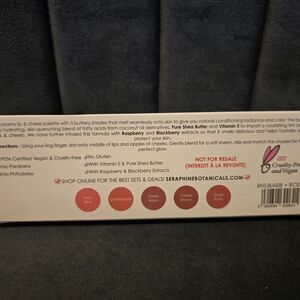 creamy lip & cheek palette with 5 buttery shades that melt seamlessly onto skin to give you natural conditioning radiance and color. The
hydrating, skin-quenching blend of fatty acids from coconut oil derivatives, Pure Shea Butter and Vitamin E to impart a nourishing
& cheeks. We have further infused this formula with Raspberry and Blackberry extracts so that it smells delicious and helps hydrate
protect your skin.
Directions: Using your ring finger, dot onto middle of lips and apples of cheeks. Gently blend for a soft sheen. Mix and match shades for
perfect glow.
PETA Certified Vegan & Cruelty-Free
No Parabens
No Phthalates
No Gluten
With Vitamin E & Pure Shea Butter
With Raspberry & Blackberry Extracts
NOT FOR RESALE
(INTERDIT À LA REVENTE)
Cruelty-Free
and Vegan
SHOP ONLINE FOR THE BEST SETS & DEALS! SERAPHINEBOTANICALS.COM
RHUBARB + RO